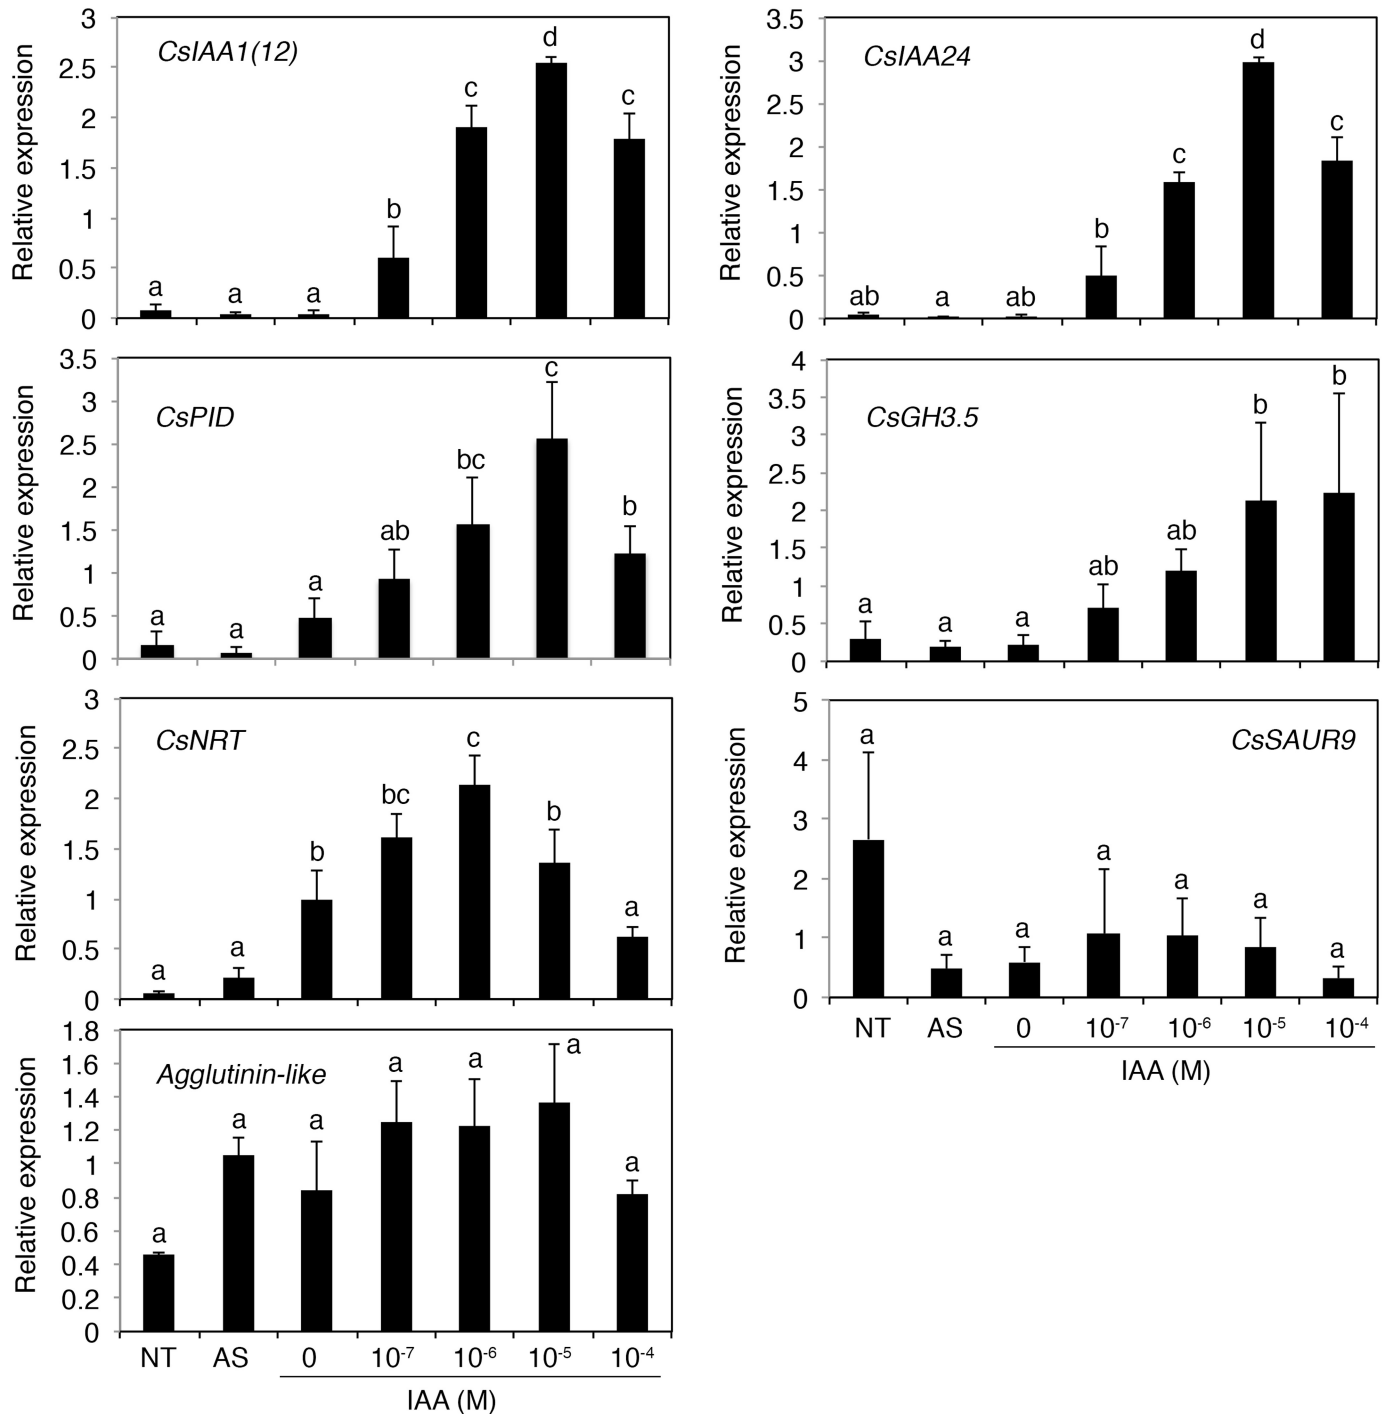 CsIAA1(12)
Relative expression
3
2.5
2
1.5
1
0.5
0
a
a
a
b
c
d
c
CsIAA24
Relative expression
3.5
3
2.5
2
1.5
1
0.5
0
ab
a
ab
b
c
d
c
CsPID
Relative expression
3.5
3
2.5
2
1.5
1
0.5
0
a
a
a
ab
bc
c
b
CsGH3.5
Relative expression
4
3.5
3
2.5
2
1.5
1
0.5
0
a
a
a
ab
ab
b
b
CsNRT
Relative expression
3
2.5
2
1.5
1
0.5
0
a
a
b
bc
c
b
a
CsSAUR9
Relative expression
5
4
3
2
1
0
a
a
a
a
a
a
a
NT AS 0 10⁻⁷ 10⁻⁶ 10⁻⁵ 10⁻⁴
IAA (M)
Agglutinin-like
Relative expression
1.8
1.6
1.4
1.2
1
0.8
0.6
0.4
0.2
0
a
a
a
a
a
a
a
NT AS 0 10⁻⁷ 10⁻⁶ 10⁻⁵ 10⁻⁴
IAA (M)